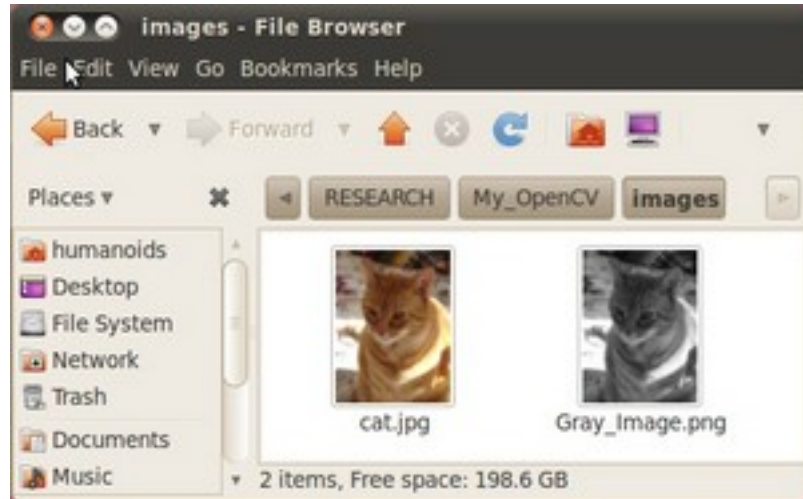 images - File Browser
File Edit View Go Bookmarks Help
Back Forward
Places RESEARCH My_OpenCV images
humanoids
Desktop
File System
Network
Trash
Documents
Music
cat.jpg Gray_Image.png
2 items, Free space: 198.6 GB